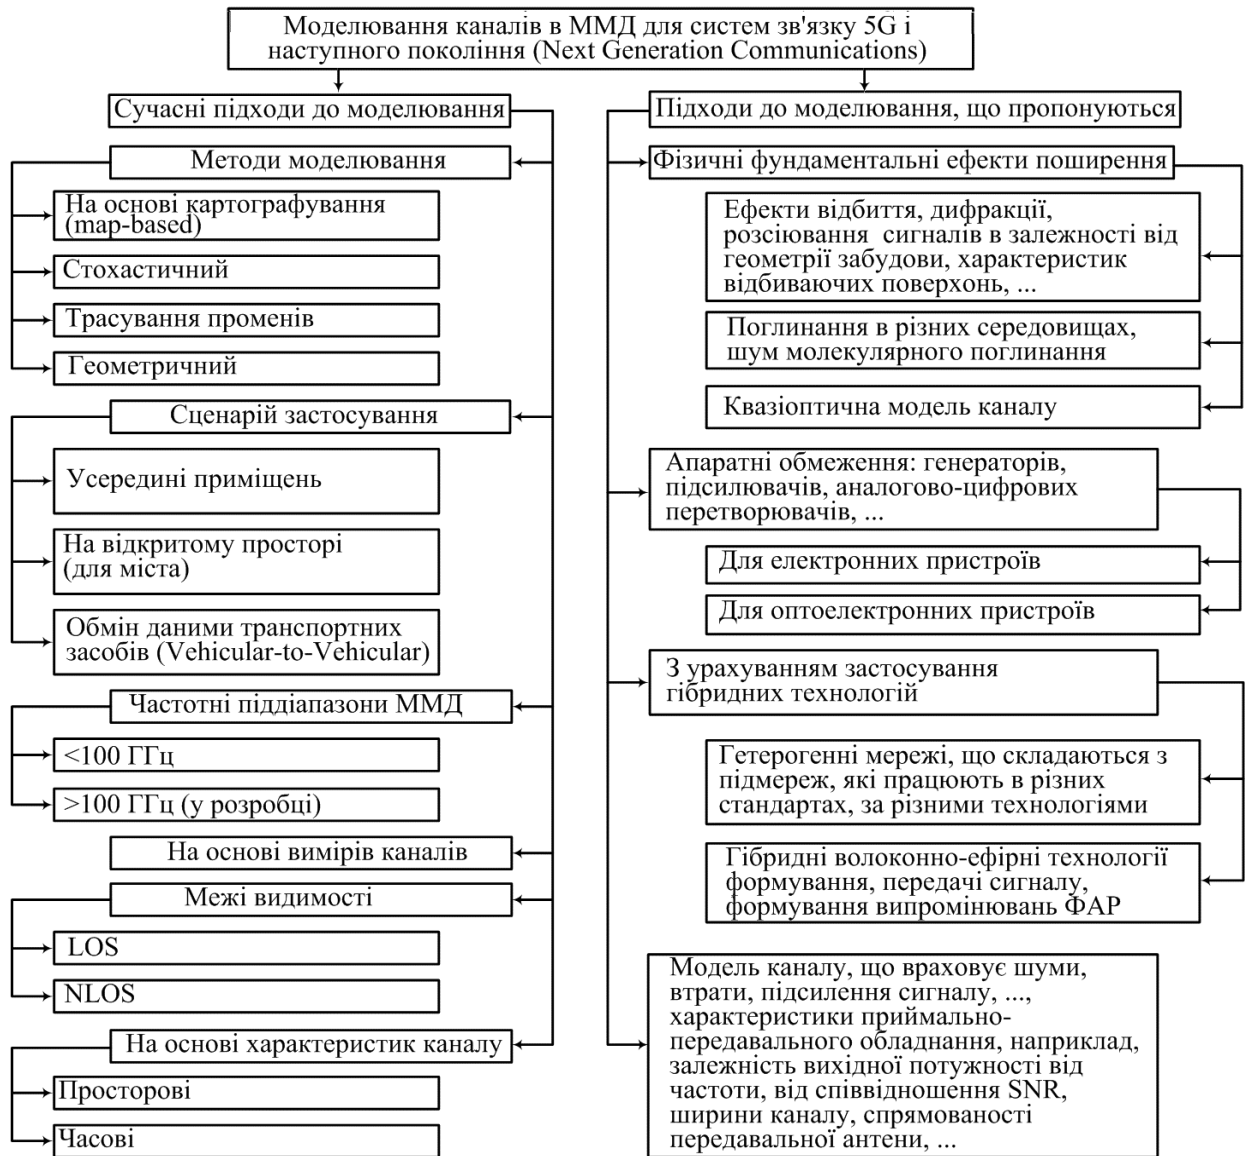 Моделювання каналів в ММД для систем зв'язку 5G і
наступного покоління (Next Generation Communications)
Сучасні підходи до моделювання
Методи моделювання
На основі картографування
(map-based)
Стохастичний
Трасування променів
Геометричний
Сценарій застосування
Усередині приміщень
На відкритому просторі
(для міста)
Обмін даними транспортних
засобів (Vehicular-to-Vehicular)
Частотні піддіапазони ММД
<100 ГГц
>100 ГГц (у розробці)
На основі вимірів каналів
Межі видимості
LOS
NLOS
На основі характеристик каналу
Просторові
Часові
Підходи до моделювання, що пропонуються
Фізичні фундаментальні ефекти поширення
Ефекти відбиття, дифракції,
розсіювання сигналів в залежності від
геометрії забудови, характеристик
відбиваючих поверхонь, ...
Поглинання в різних середовищах,
шум молекулярного поглинання
Квазіоптична модель каналу
Апаратні обмеження: генераторів,
підсилювачів, аналогово-цифрових
перетворювачів, ...
Для електронних пристроїв
Для оптоелектронних пристроїв
З урахуванням застосування
гібридних технологій
Гетерогенні мережі, що складаються з
підмереж, які працюють в різних
стандартах, за різними технологіями
Гібридні волоконно-ефірні технології
формування, передачі сигналу,
формування випромінювань ФАР
Модель каналу, що враховує шуми,
втрати, підсилення сигналу, ...,
характеристики приймально-
передавального обладнання, наприклад,
залежність вихідної потужності від
частоти, від співвідношення SNR,
ширини каналу, спрямованості
передавальної антени, ...